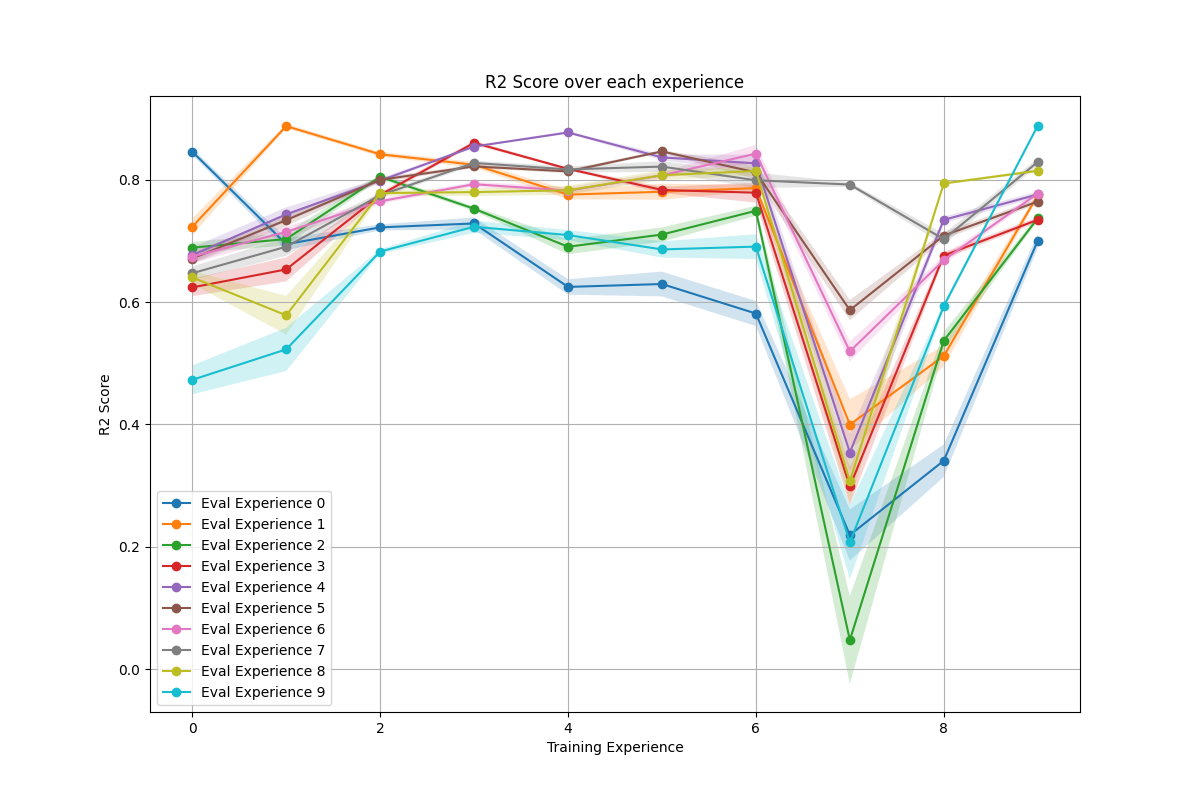 R2 Score over each experience
R2 Score
0.8
0.6
0.4
0.2
0.0
Eval Experience 0
Eval Experience 1
Eval Experience 2
Eval Experience 3
Eval Experience 4
Eval Experience 5
Eval Experience 6
Eval Experience 7
Eval Experience 8
Eval Experience 9
0 2 4 6 8
Training Experience